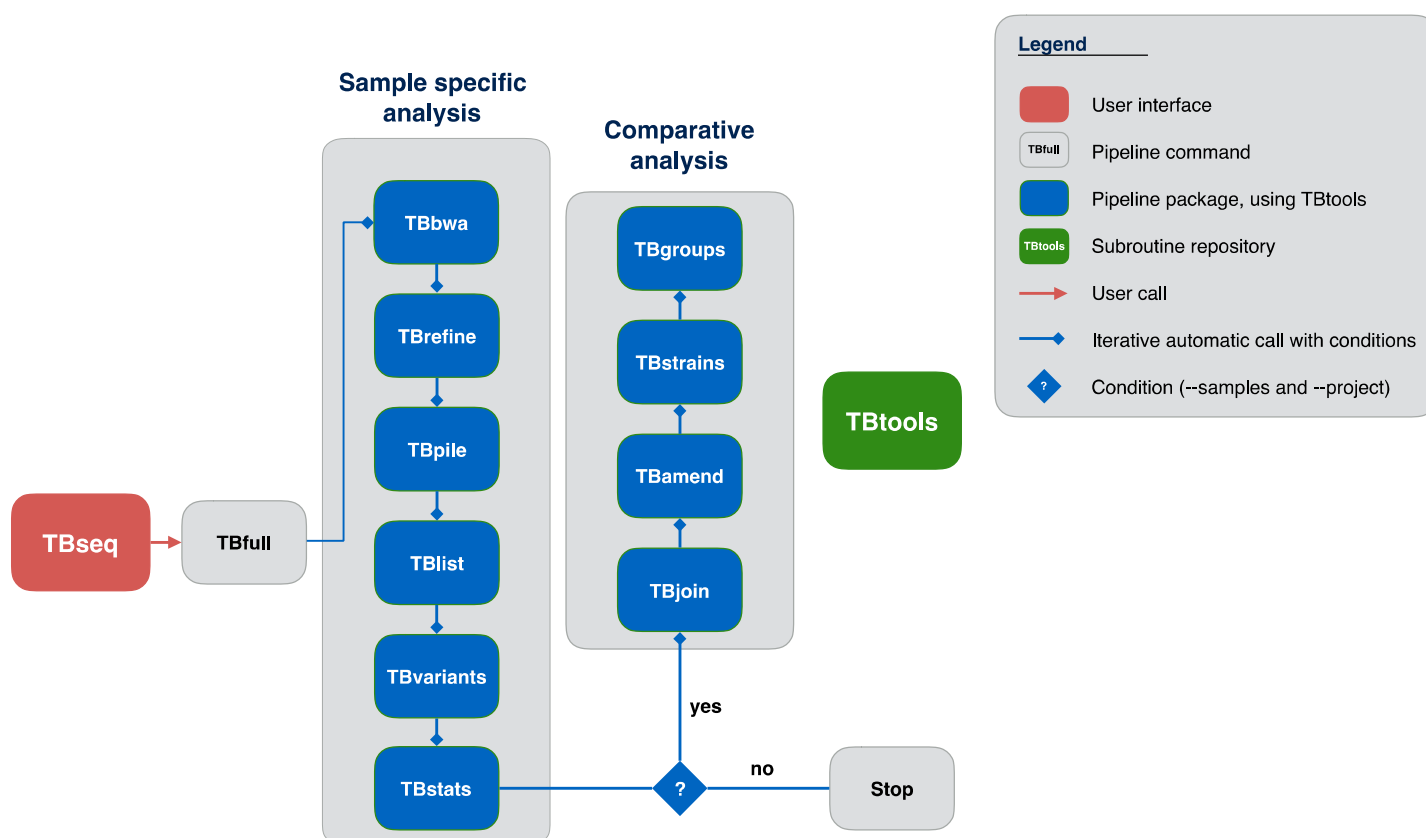 Sample specific
analysis
TBbwa
TBrefine
TBpile
TBlist
TBvariants
TBstats
TBseq
TBfull
Comparative
analysis
TBgroups
TBstrains
TBamend
TBjoin
yes
?
no
Stop
TBtools
Legend
User interface
TBfull Pipeline command
Pipeline package, using TBtools
TBtools Subroutine repository
User call
Iterative automatic call with conditions
? Condition (--samples and --project)